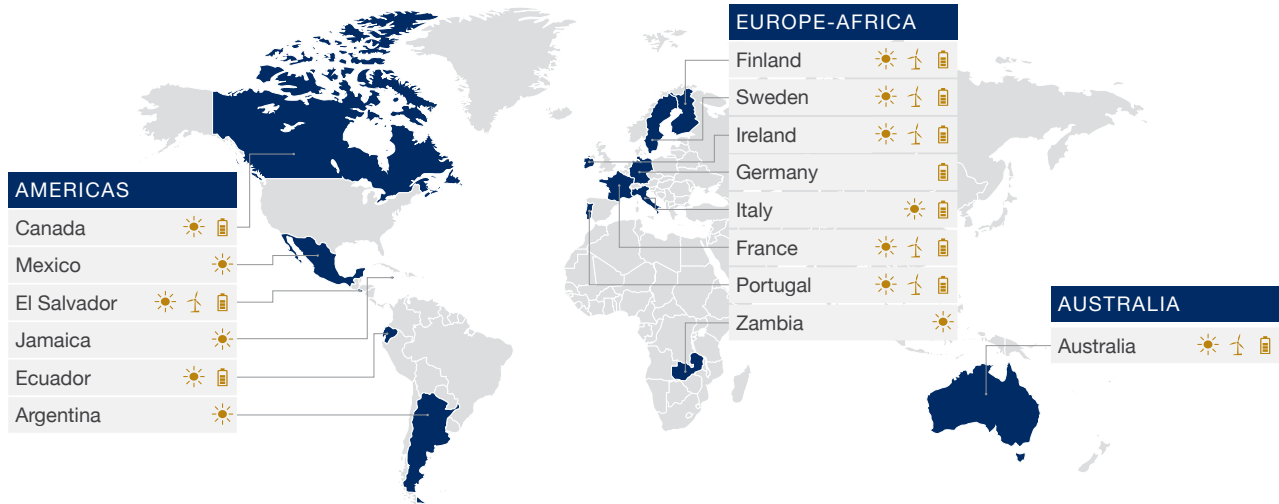 AMERICAS
Canada
Mexico
El Salvador
Jamaica
Ecuador
Argentina
EUROPE-AFRICA
Finland
Sweden
Ireland
Germany
Italy
France
Portugal
Zambia
AUSTRALIA
Australia